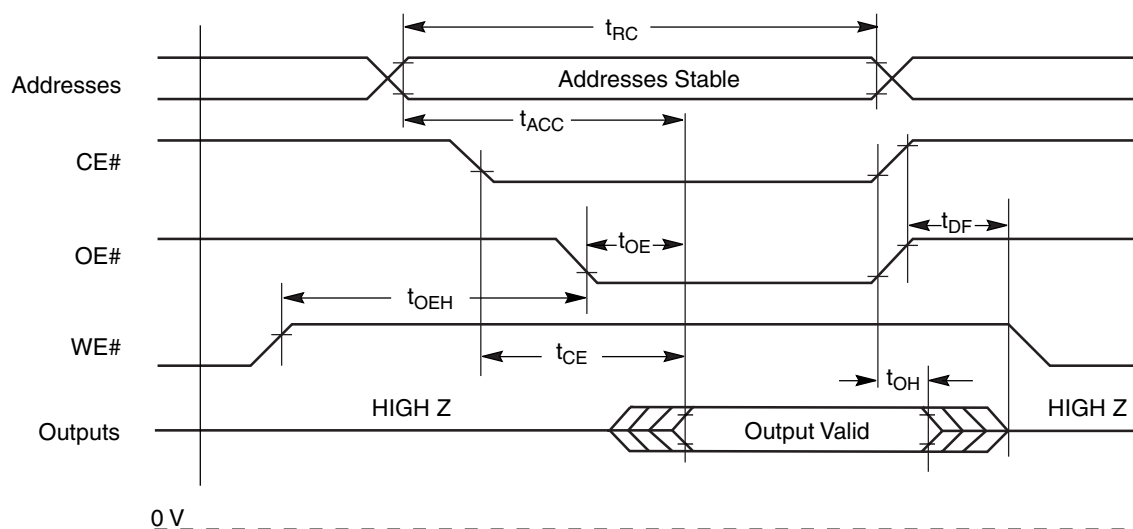 tRC
Addresses
Addresses Stable
tACC
CE#
tDF
OE#
tOE
tOEH
WE#
tCE
tOH
HIGH Z
HIGH Z
Outputs
Output Valid
0 V